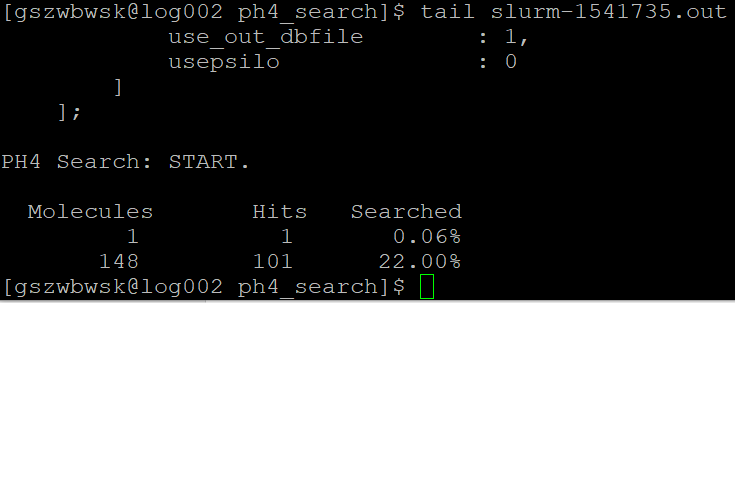 [gszwbwsk@log002 ph4_search]$ tail slurm-1541735.out
            use_out_dbfile        : 1,
            usepsilo              : 0
        ]
    ];

PH4 Search: START.

  Molecules       Hits   Searched
         1          1      0.06%
       148        101     22.00%
[gszwbwsk@log002 ph4_search]$